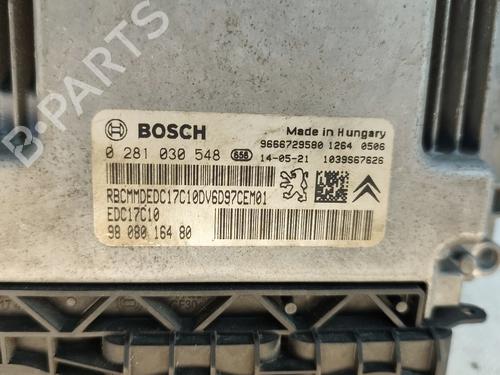 B-PARTS
BOSCH
Made in Hungary
9666729580 1264 0506
0 281 030 548 656 14-05-21 1039S67626
RBCMMDEDC17C10DV6D97CEM01
EDC17C10
98 080 164 80